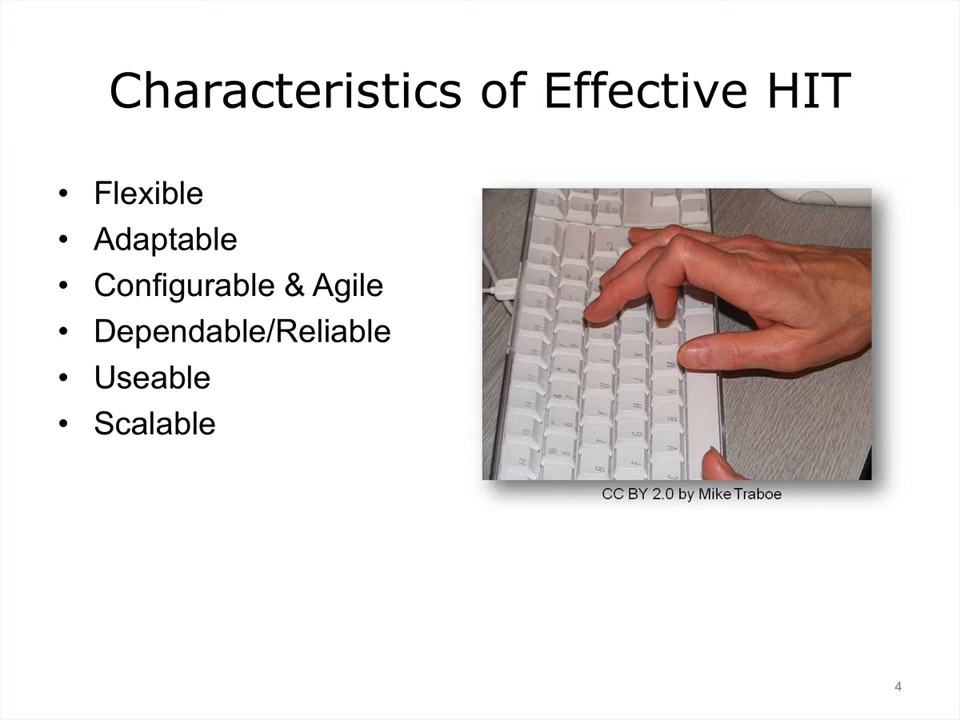 Characteristics of Effective HIT
• Flexible
• Adaptable
• Configurable & Agile
• Dependable/Reliable
• Useable
• Scalable
CC BY 2.0 by Mike Traboe
4